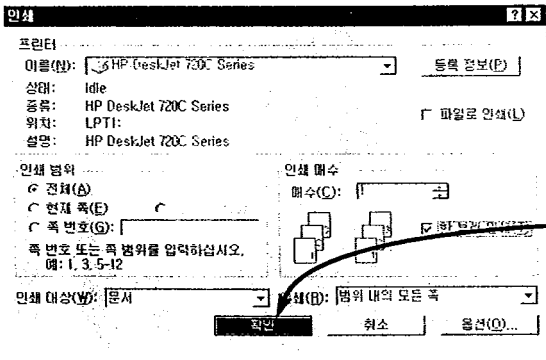 인쇄
프린터
이름(N): HP DeskJet 720C Series
등록 정보(P)
상태: Idle
종류: HP DeskJet 720C Series
위치: LPT1:
설명: HP DeskJet 720C Series
파일로 인쇄(L)
인쇄 범위
전체(A)
현재 쪽(E)
쪽 번호(G):
쪽 번호 또는 쪽 범위를 입력하십시오.
예: 1, 3, 5-12
인쇄 매수
매수(C): 1
인쇄 대상(W): 문서
(R): 범위 내의 모든 쪽
확인
취소
옵션(O)...